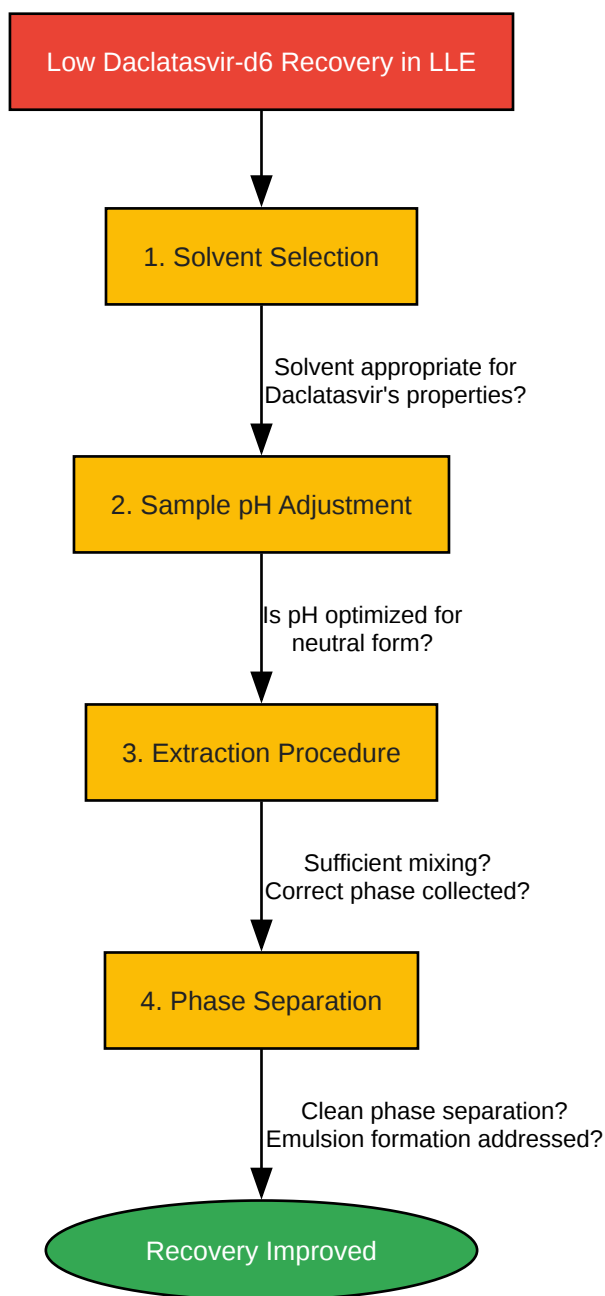 Low Daclatasvir-d6 Recovery in LLE
1. Solvent Selection
Solvent appropriate for
Daclatasvir's properties?
2. Sample pH Adjustment
Is pH optimized for
neutral form?
3. Extraction Procedure
Sufficient mixing?
Correct phase collected?
4. Phase Separation
Clean phase separation?
Emulsion formation addressed?
Recovery Improved